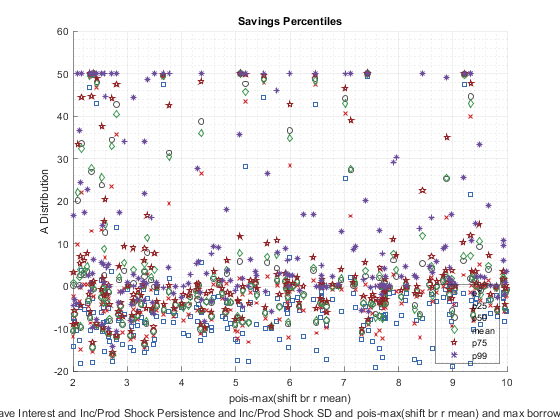 Savings Percentiles
60
50
40
30
20
10
0
-10
-20
A Distribution
2
3
4
5
6
7
8
9
10
pois-max(shift br r mean)
p25
p50
mean
p75
p99
ave Interest and Inc/Prod Shock Persistence and Inc/Prod Shock SD and pois-max(shift br r mean) and max borrow